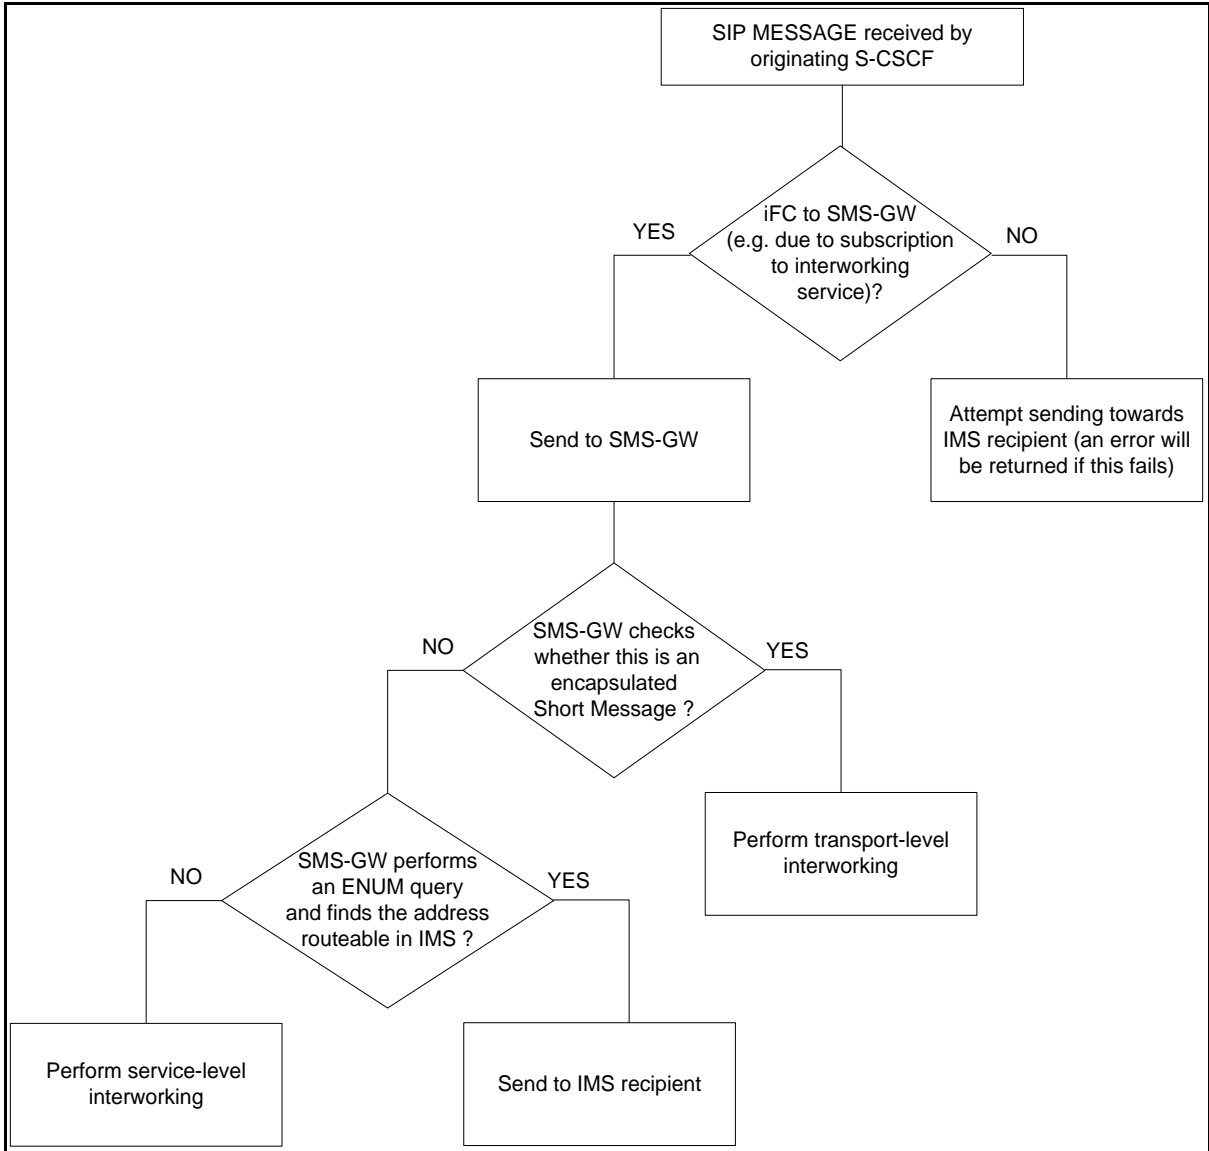 SIP MESSAGE received by
originating S-CSCF
iFC to SMS-GW
(e.g. due to subscription
to interworking
service)?
YES
NO
Send to SMS-GW
Attempt sending towards
IMS recipient (an error will
be returned if this fails)
SMS-GW checks
whether this is an
encapsulated
Short Message ?
NO
YES
Perform transport-level
interworking
SMS-GW performs
an ENUM query
and finds the address
routeable in IMS ?
NO
YES
Perform service-level
interworking
Send to IMS recipient